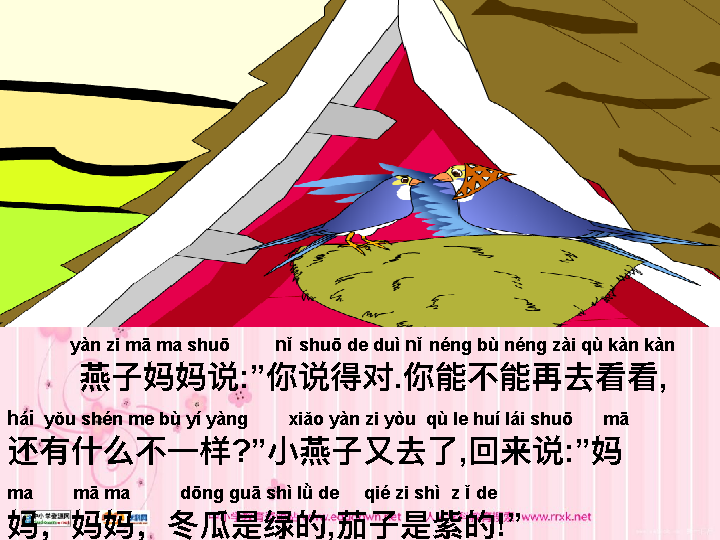 yàn zi mā ma shuō nǐ shuō de duì nǐ néng bù néng zài qù kàn kàn
燕子妈妈说:”你说得对.你能不能再去看看,
hái yǒu shén me bù yí yàng xiǎo yàn zi yòu qù le huí lái shuō mā
还有什么不一样?”小燕子又去了,回来说:”妈
ma mā ma dōng guā shì lǜ de qié zi shì z ǐ de
妈，妈妈，冬瓜是绿的,茄子是紫的!”
www.rrxk.net